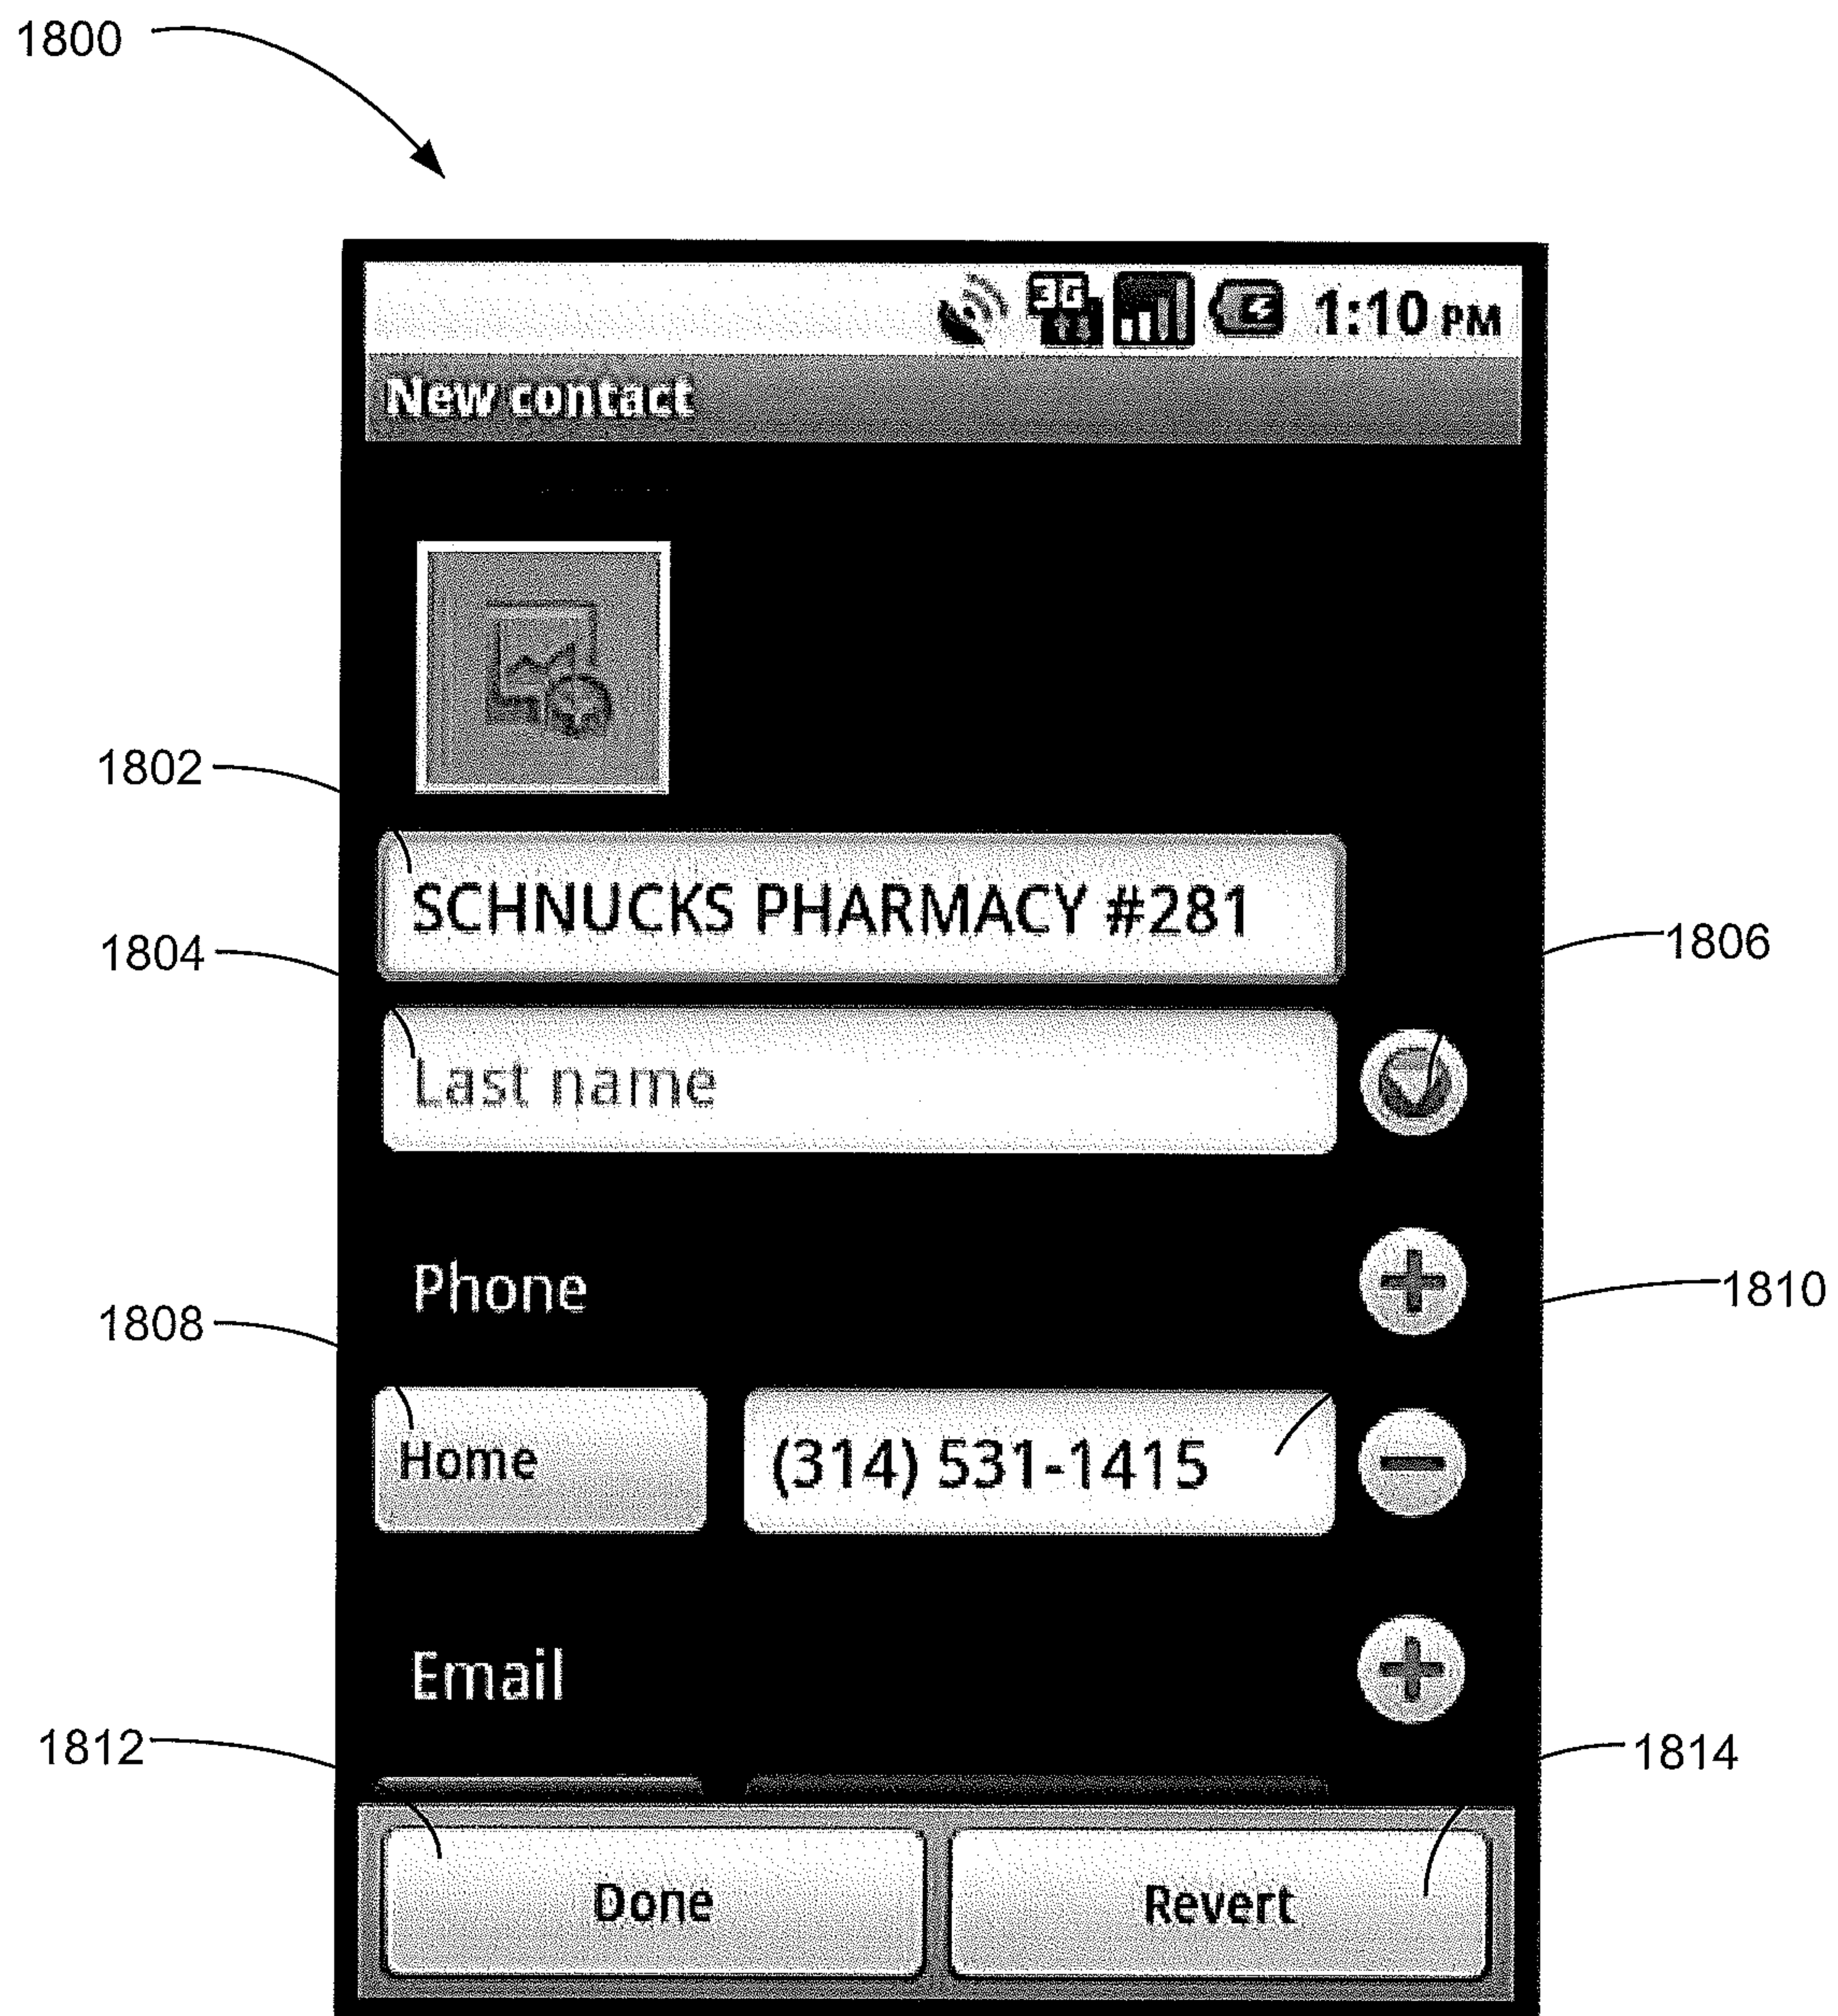 1800
3G
1:10 PM
New contact
1802
SCHNUCKS PHARMACY #281
1804
1806
Last name
Phone
1810
1808
Home
(314) 531-1415
Email
1812
1814
Done
Revert